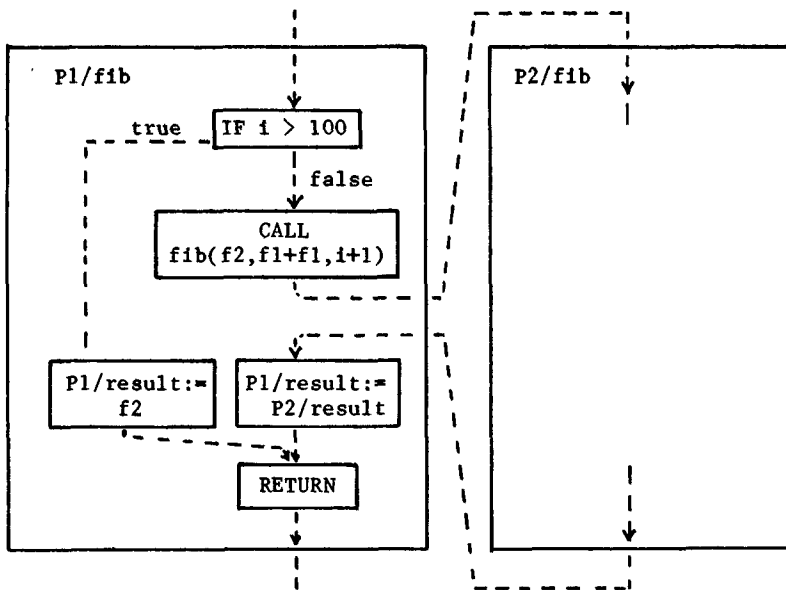 P1/fib
P2/fib
true
IF i > 100
false
CALL
fib(f2,f1+f1,i+1)
P1/result:=
f2
P1/result:=
P2/result
RETURN